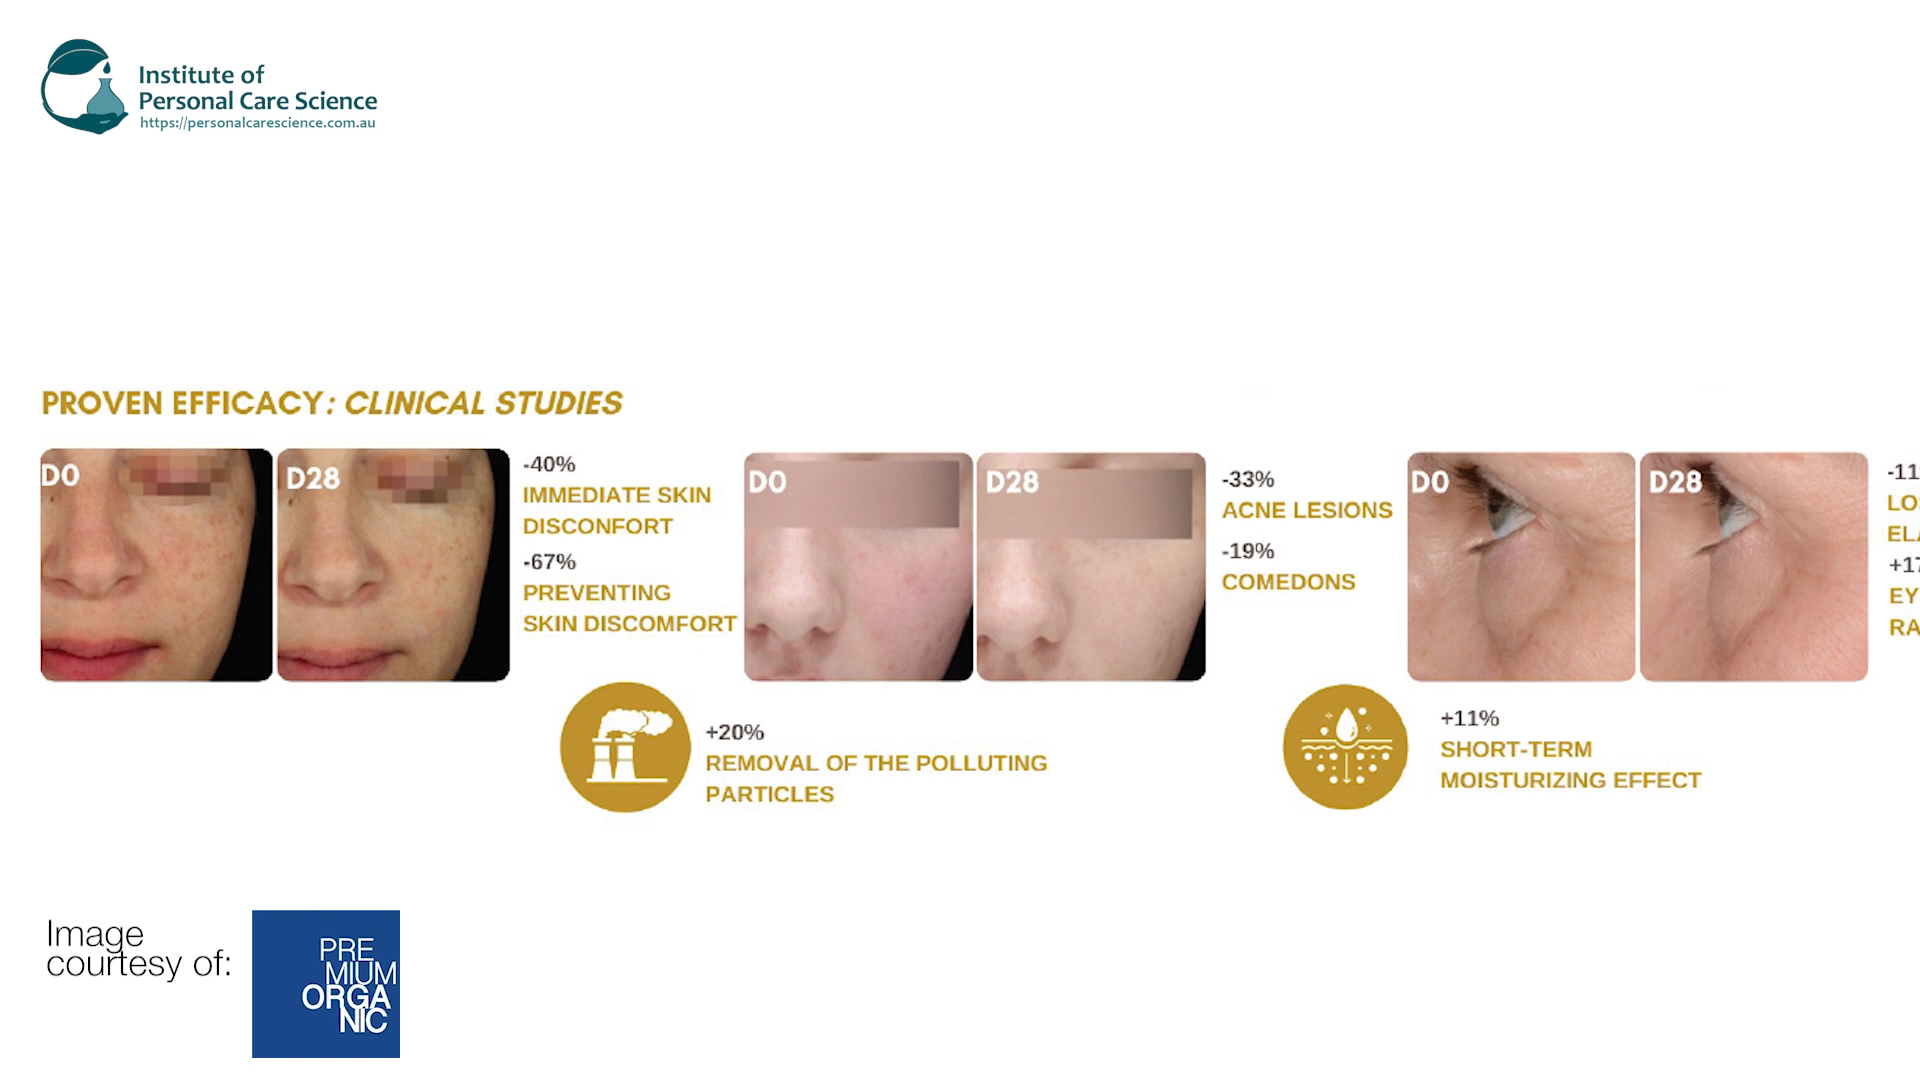 Institute of
Personal Care Science
https://personalcarescience.com.au
PROVEN EFFICACY: CLINICAL STUDIES
D0
D28
-40%
IMMEDIATE SKIN
DISCONFORT
-67%
PREVENTING
SKIN DISCOMFORT
D0
D28
-33%
ACNE LESIONS
-19%
COMEDONS
D0
D28
+20%
REMOVAL OF THE POLLUTING
PARTICLES
+11%
SHORT-TERM
MOISTURIZING EFFECT
Image
courtesy of:
PRE
MIUM
ORGA
NIC